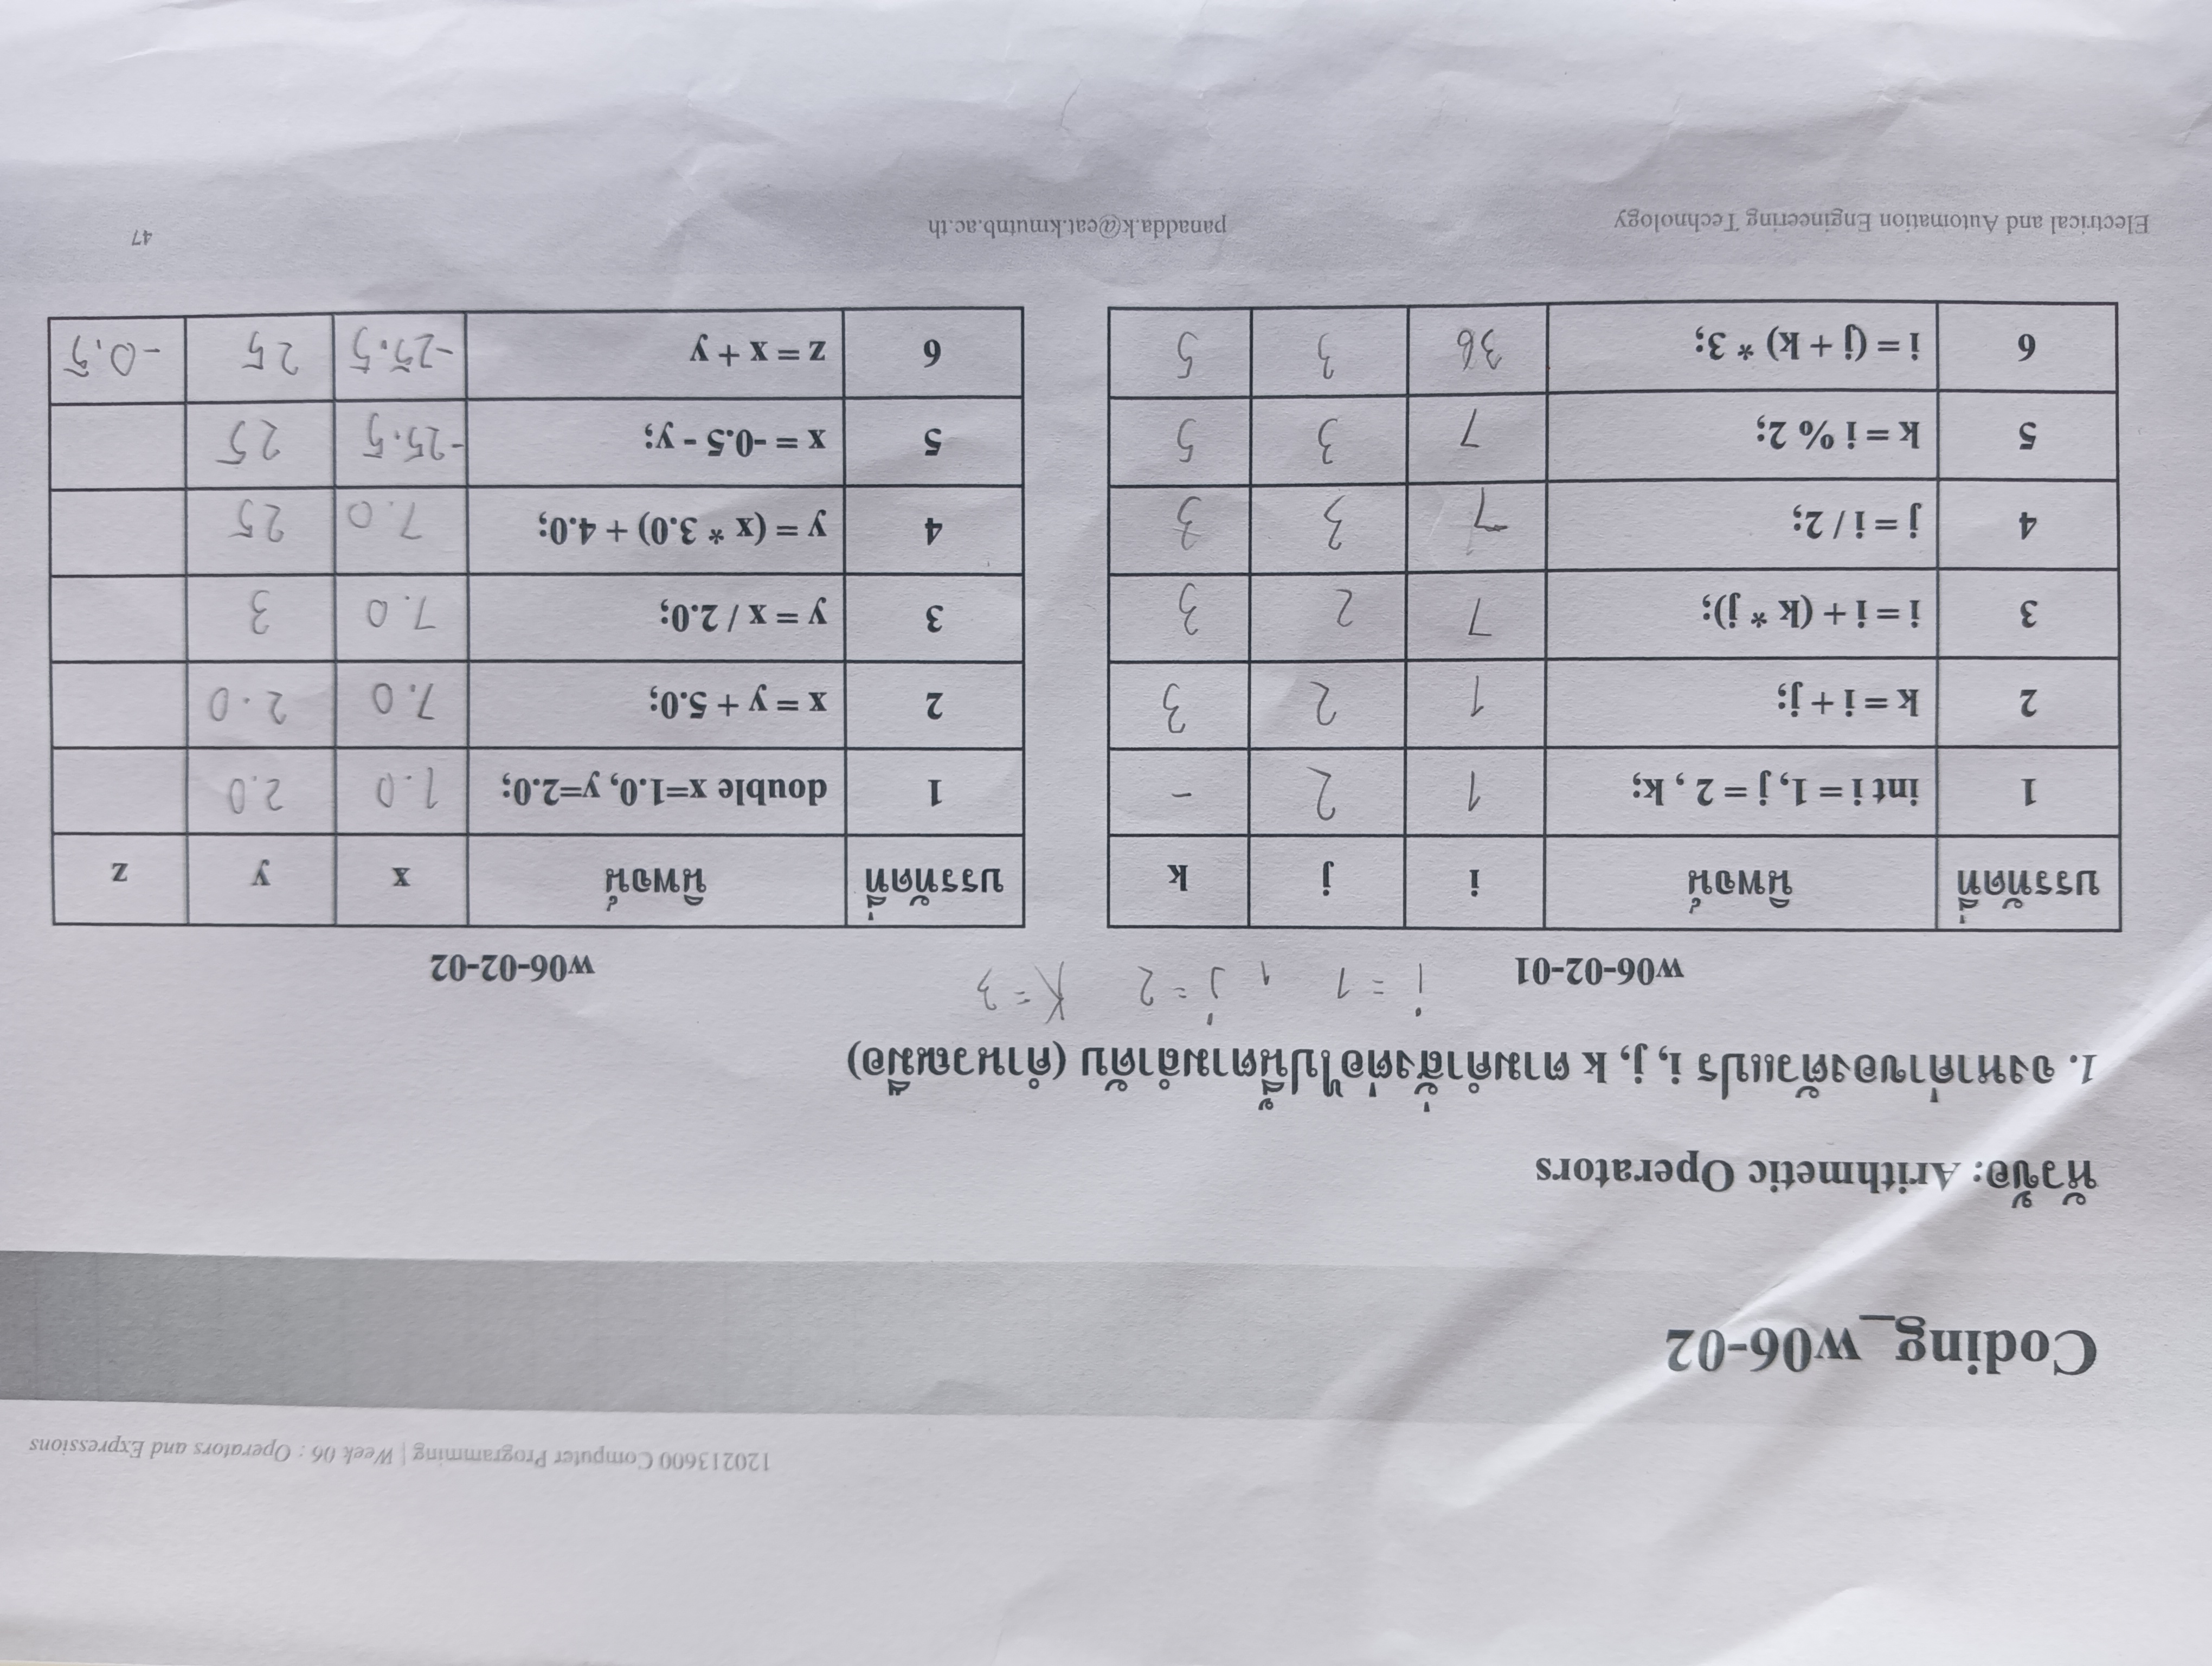 120213600 Computer Programming | Week 06 : Operators and Expressions
Coding_w06-02
หัวข้อ: Arithmetic Operators
1. จงหาค่าของตัวแปร i, j, k ตามคำสั่งต่อไปนี้ตามลำดับ (คำนวณมือ)
i = 1 , j = 2 K = 3
w06-02-01
บรรทัดที่ นิพจน์ i j k
1 int i = 1, j = 2 , k; 1 2 -
2 k = i + j; 1 2 3
3 i = i + (k * j); 7 2 3
4 j = i / 2; 7 3 3
5 k = i % 2; 7 3 5
6 i = (j + k) * 3; 36 3 5
w06-02-02
บรรทัดที่ นิพจน์ x y z
1 double x=1.0, y=2.0; 1.0 2.0
2 x = y + 5.0; 7.0 2.0
3 y = x / 2.0; 7.0 3
4 y = (x * 3.0) + 4.0; 7.0 25
5 x = -0.5 - y; -25.5 25
6 z = x + y -25.5 25 -0.5
Electrical and Automation Engineering Technology panadda.k@eat.kmutnb.ac.th 47